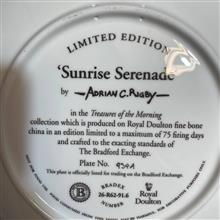 LIMITED EDITION
'Sunrise Serenade'
by ADRIAN C. RIGBY
in the Treasures of the Morning
collection which is produced on Royal Doulton fine bone
china in an edition limited to a maximum of 75 firing days
and crafted to the exacting standards of
The Bradford Exchange.
Plate No.
This plate is officially listed for trading on the Bradford Exchange.
B
BRADEX
26-R62-91.6
NUMBER
Royal
Doulton